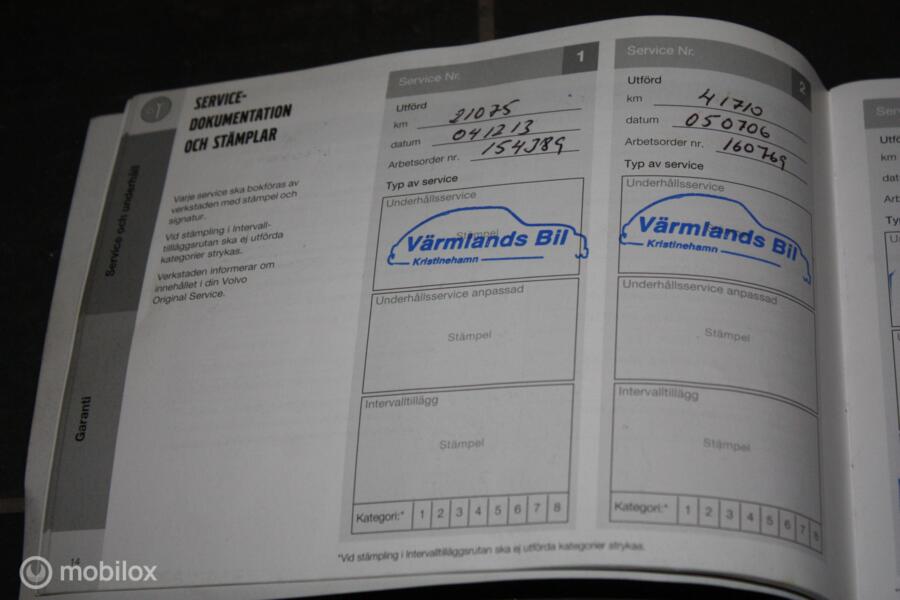 SERVICE-
DOKUMENTATION
OCH STÄMPLAR
Varje service ska bokföras av
verkstaden med stämpel och
signatur.
Vid stämpling i Intervall-
tilläggsrutan ska ej utförda
kategorier strykas.
Verkstaden informerar om
innehållet i din Volvo
Original Service.
Service och underhåll
Garanti
14
Service Nr. 1
Utförd
km 21075
datum 041213
Arbetsorder nr. 154389
Typ av service
Underhållsservice
Stämpel
Värmlands Bil
Kristinehamn
Underhållsservice anpassad
Stämpel
Intervalltillägg
Stämpel
Kategori:* 1 2 3 4 5 6 7 8
Service Nr. 2
Utförd
km 41710
datum 050706
Arbetsorder nr. 160769
Typ av service
Underhållsservice
Värmlands Bil
Kristinehamn
Underhållsservice anpassad
Stämpel
Intervalltillägg
Stämpel
Kategori:* 1 2 3 4 5 6 7 8
*Vid stämpling i Intervalltilläggsrutan ska ej utförda kategorier strykas.
km
mobilox